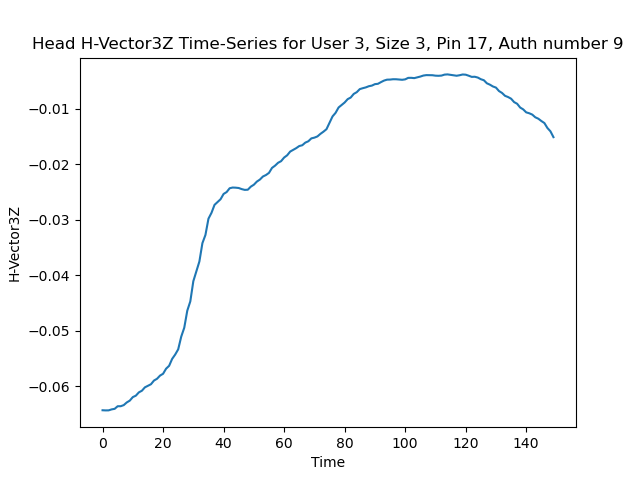 Head H-Vector3Z Time-Series for User 3, Size 3, Pin 17, Auth number 9
H-Vector3Z
−0.01
−0.02
−0.03
−0.04
−0.05
−0.06
0 20 40 60 80 100 120 140
Time